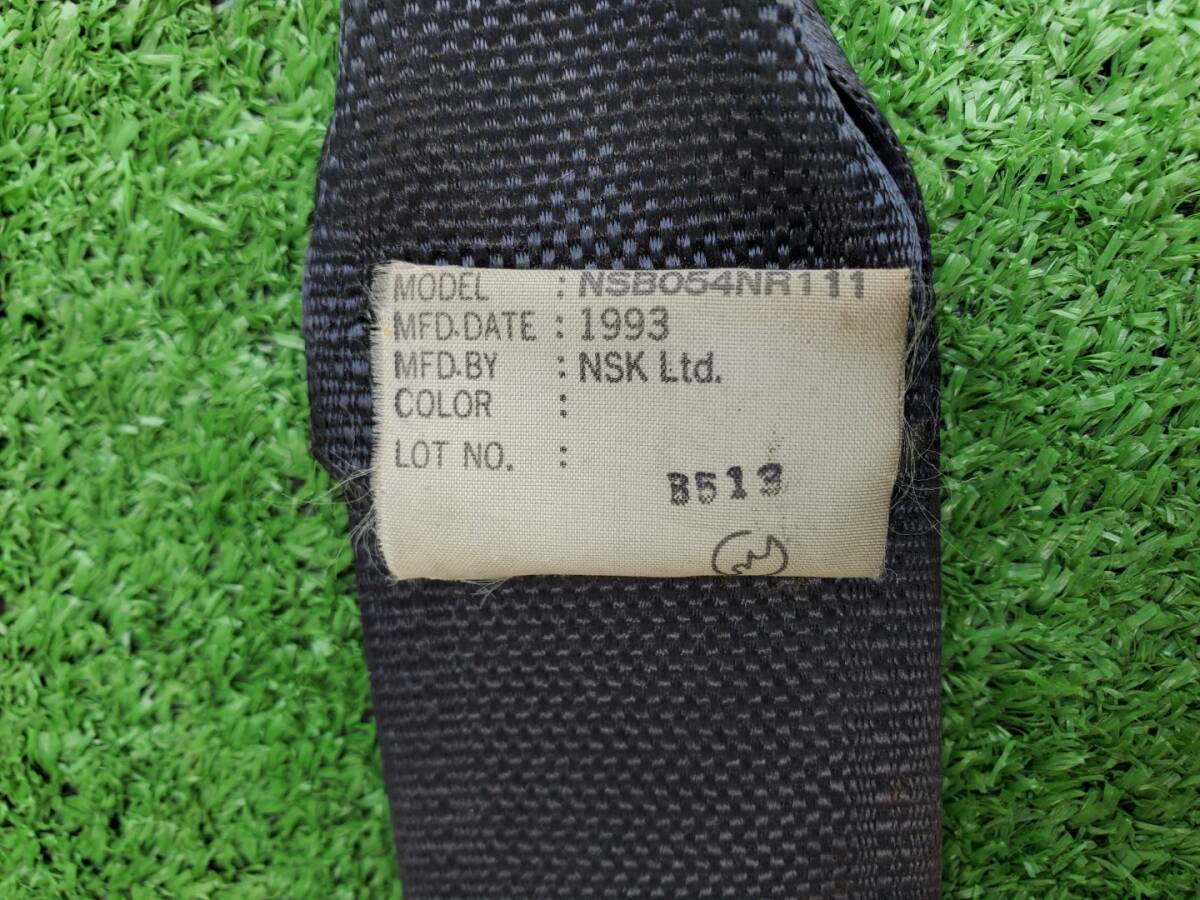 MODEL : NSB054NR111
MFD.DATE : 1993
MFD.BY : NSK Ltd.
COLOR :
LOT NO. :
B513